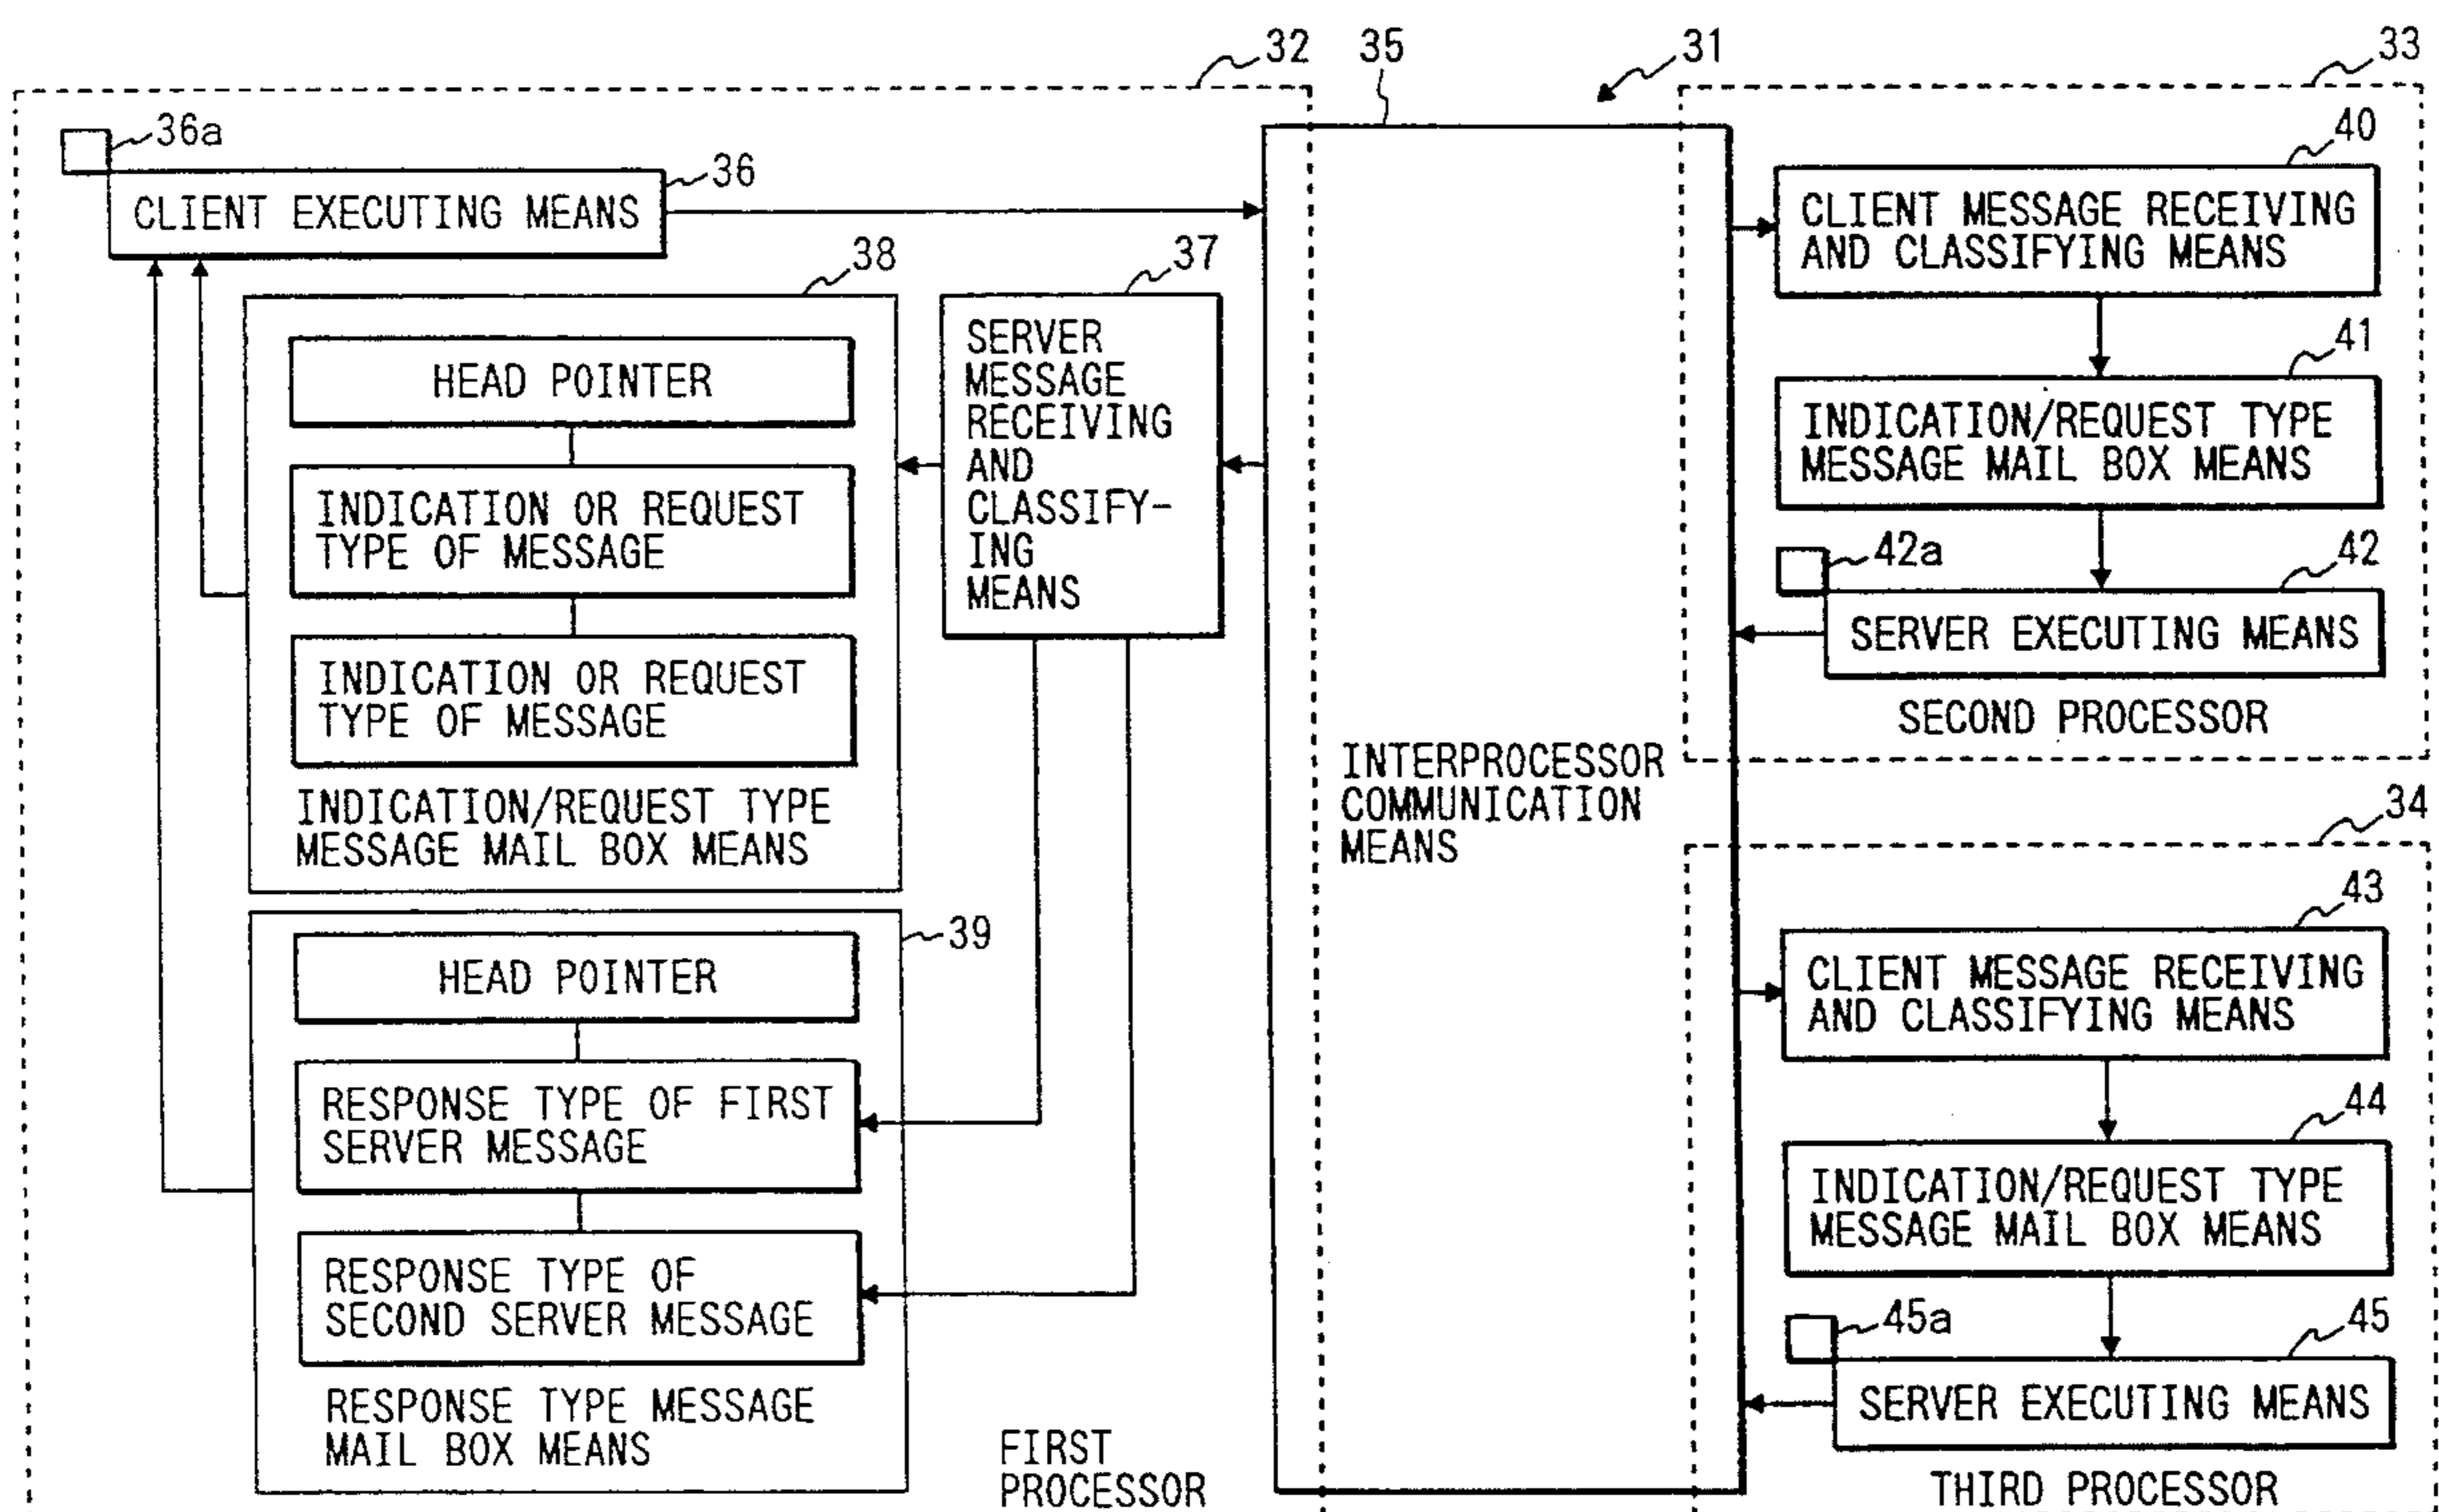 32
35
31
33
36a
36
CLIENT EXECUTING MEANS
38
37
HEAD POINTER
INDICATION OR REQUEST
TYPE OF MESSAGE
INDICATION OR REQUEST
TYPE OF MESSAGE
INDICATION/REQUEST TYPE
MESSAGE MAIL BOX MEANS
SERVER
MESSAGE
RECEIVING
AND
CLASSIFY-
ING
MEANS
39
HEAD POINTER
RESPONSE TYPE OF FIRST
SERVER MESSAGE
RESPONSE TYPE OF
SECOND SERVER MESSAGE
RESPONSE TYPE MESSAGE
MAIL BOX MEANS
FIRST
PROCESSOR
INTERPROCESSOR
COMMUNICATION
MEANS
40
CLIENT MESSAGE RECEIVING
AND CLASSIFYING MEANS
41
INDICATION/REQUEST TYPE
MESSAGE MAIL BOX MEANS
42a
42
SERVER EXECUTING MEANS
SECOND PROCESSOR
34
43
CLIENT MESSAGE RECEIVING
AND CLASSIFYING MEANS
44
INDICATION/REQUEST TYPE
MESSAGE MAIL BOX MEANS
45a
45
SERVER EXECUTING MEANS
THIRD PROCESSOR